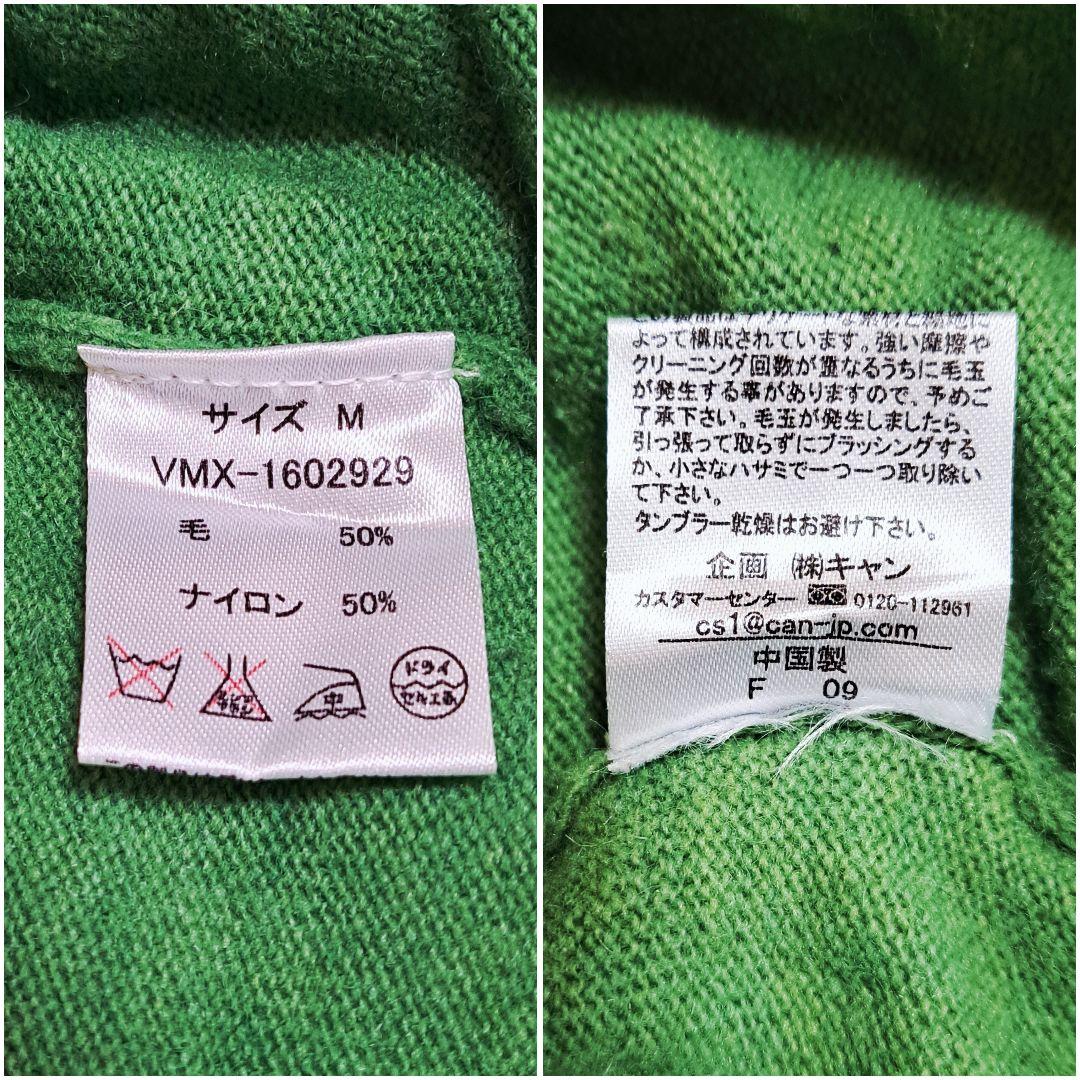 サイズ M
VMX-1602929
毛 50%
ナイロン 50%
中
ドライ
セキユ系
よって構成されています。強い摩擦や
クリーニング回数が重なるうちに毛玉
が発生する事がありますので、予めご
了承下さい。毛玉が発生しましたら、
引っ張って取らずにブラッシングする
か、小さなハサミで一つ一つ取り除い
て下さい。
タンブラー乾燥はお避け下さい。
企画 (株)キャン
カスタマーセンター 0120-112961
cs1@can-jp.com
中国製
F 09